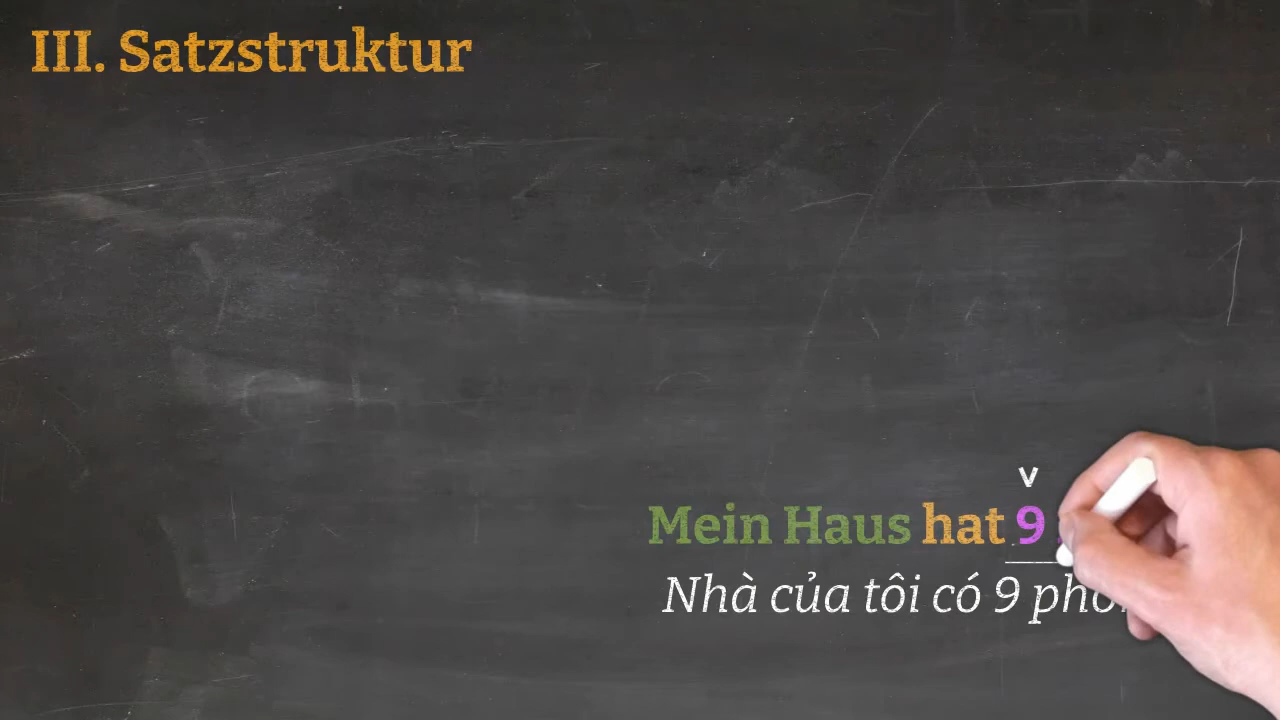 III. Satzstruktur
v
Mein Haus hat 9
Nhà của tôi có 9